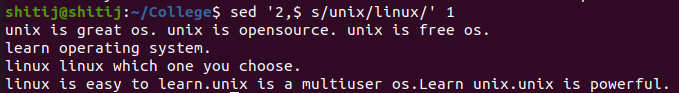 shitij@shitij:~/College$ sed '2,$ s/unix/linux/' 1
unix is great os. unix is opensource. unix is free os.
learn operating system.
linux linux which one you choose.
linux is easy to learn.unix is a multiuser os.Learn unix.unix is powerful.